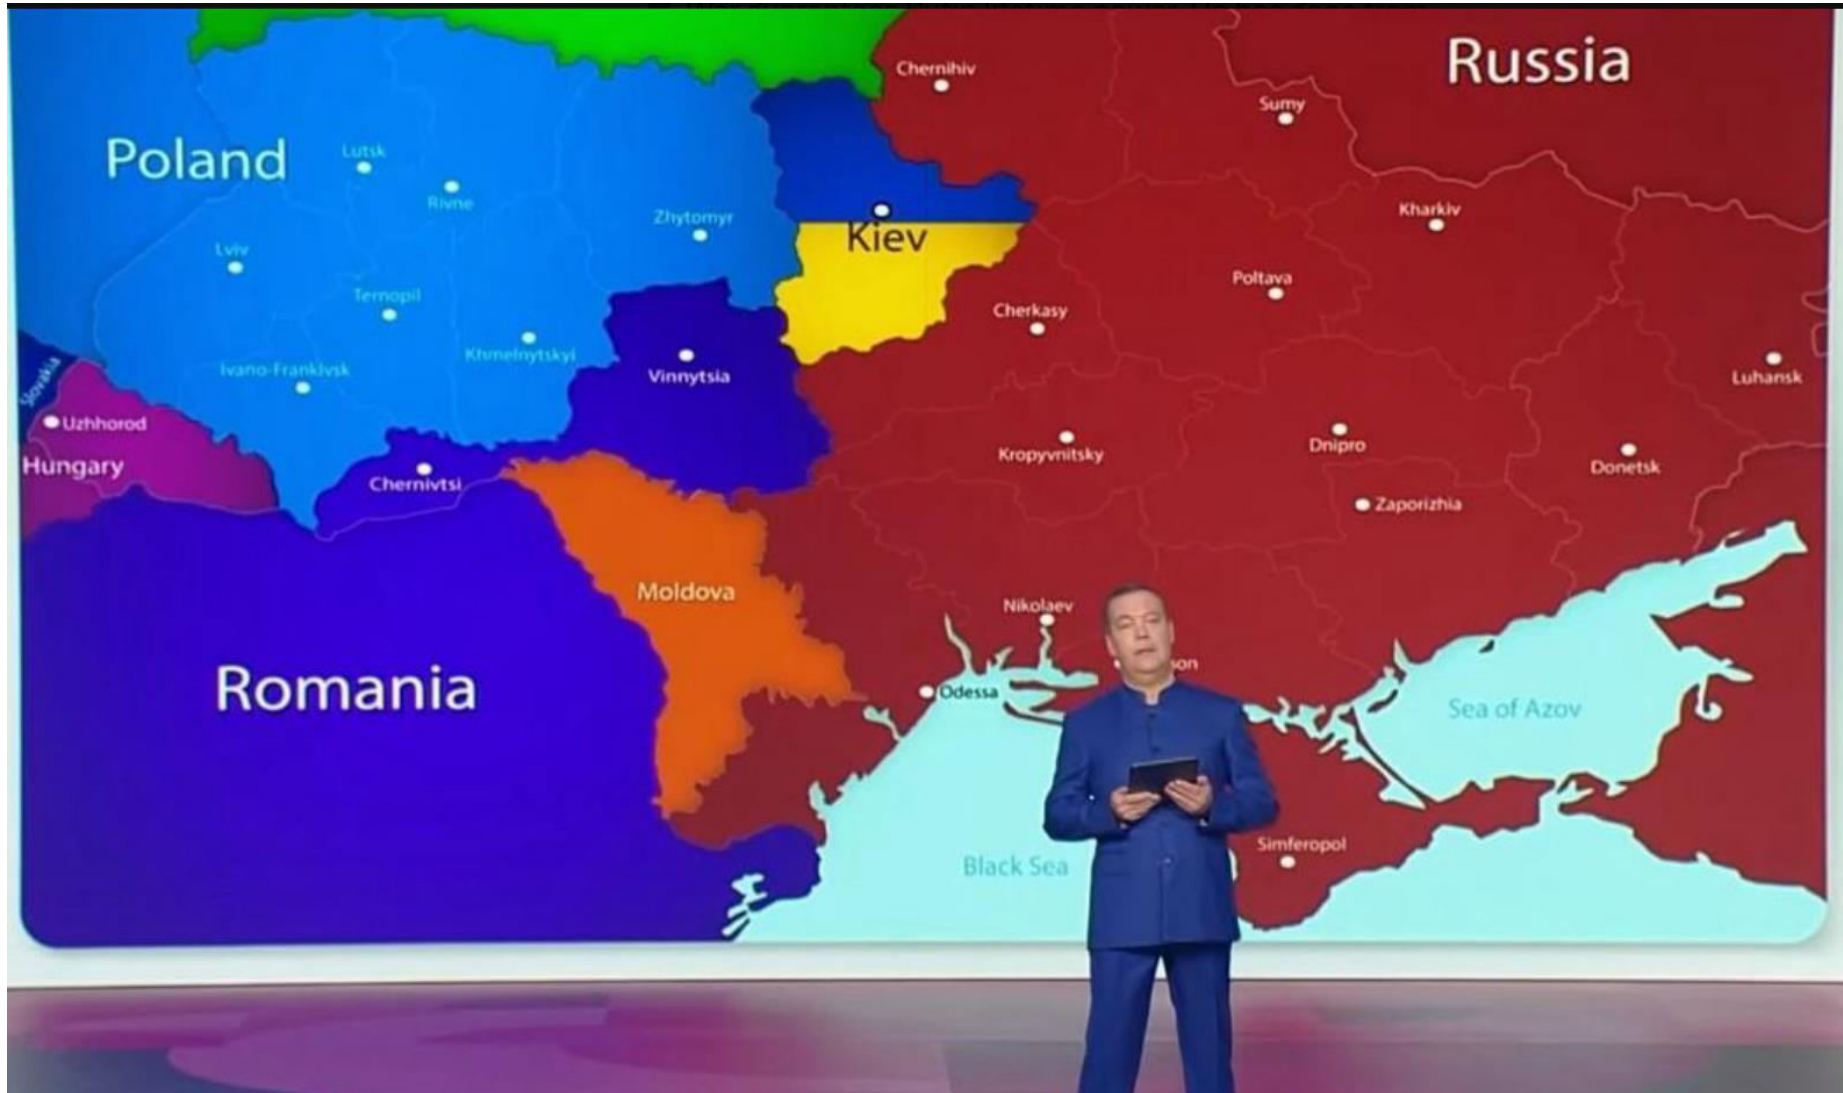 Russia
Chernihiv
Sumy
Poland
Lutsk
Rivne
Zhytomyr
Kiev
Kharkiv
Lviv
Ternopil
Poltava
Cherkasy
Khmelnytskyi
Ivano-Frankivsk
Vinnytsia
Luhansk
Slovakia
Uzhhorod
Hungary
Chernivtsi
Kropyvnitsky
Dnipro
Donetsk
Zaporizhia
Moldova
Nikolaev
son
Romania
Odessa
Sea of Azov
Simferopol
Black Sea